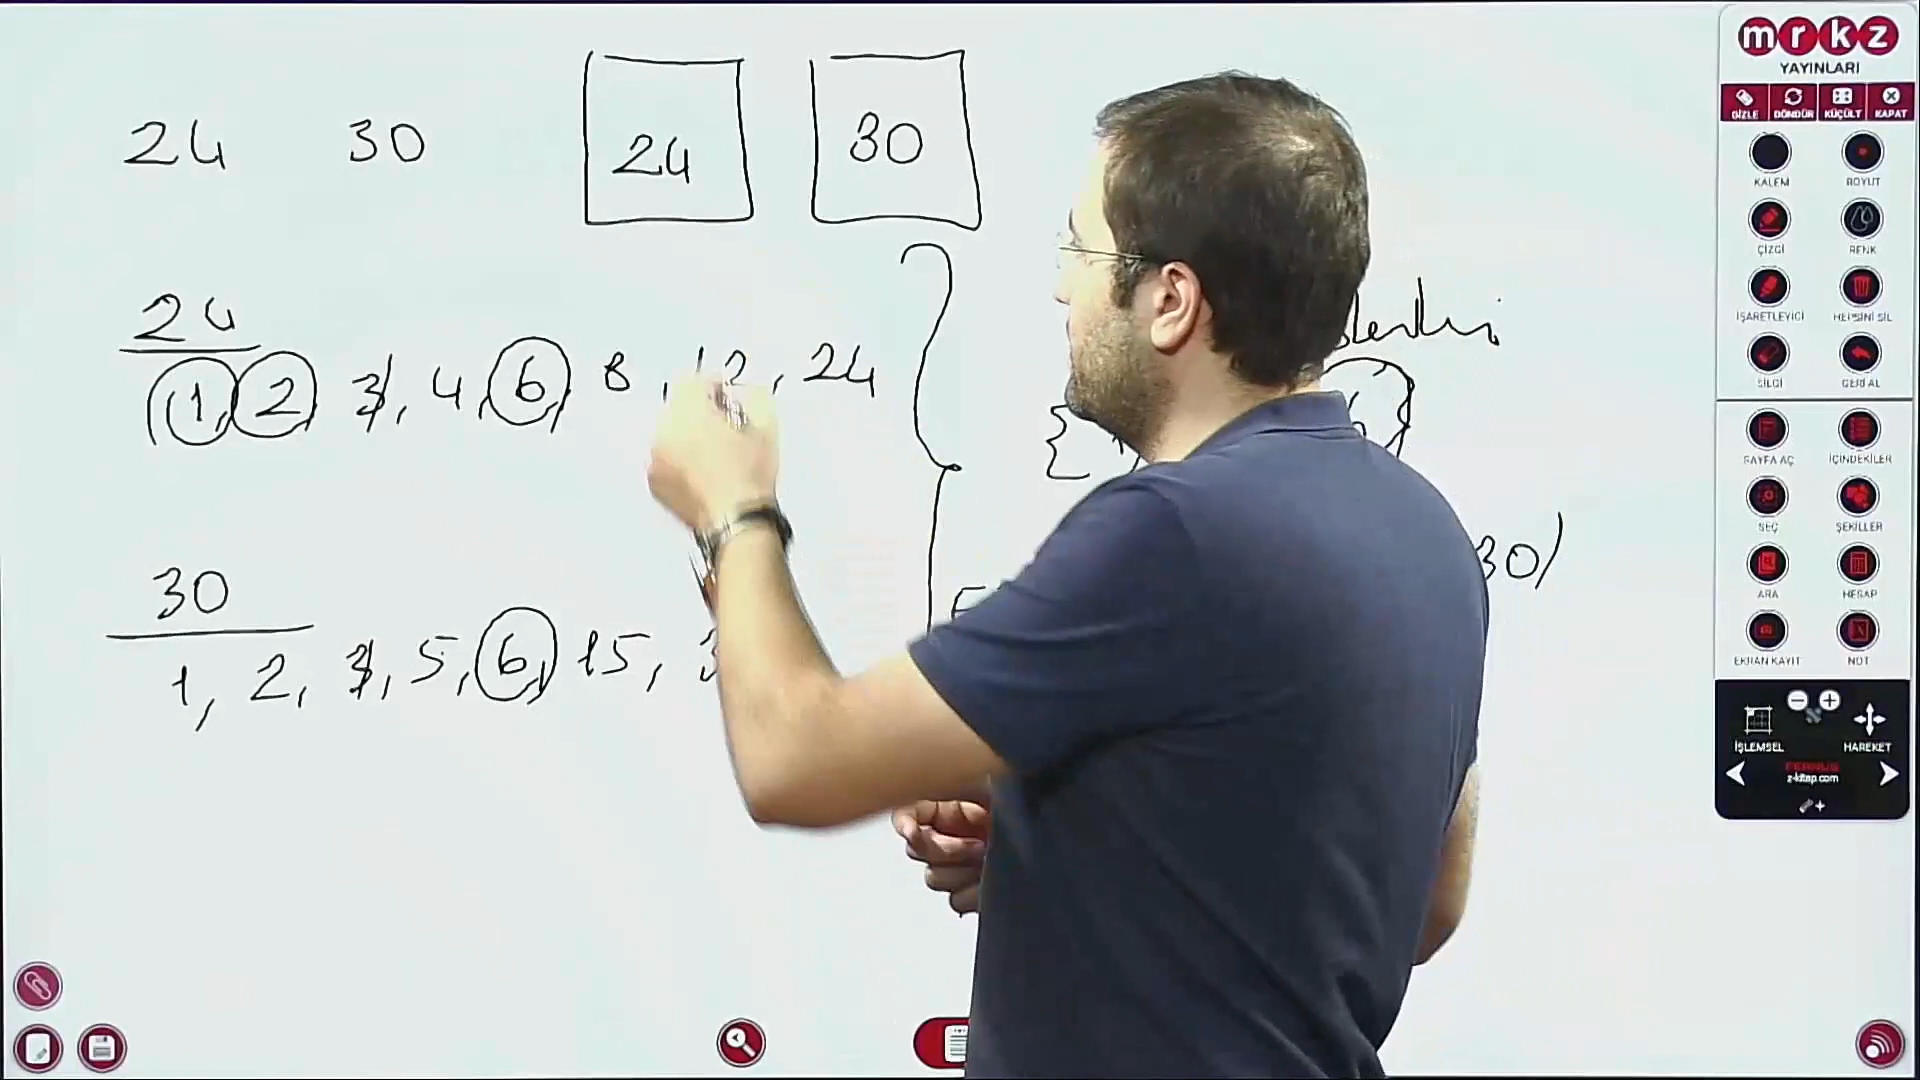 24 30 24 30
24
1, 2, 3, 4, 6, 8, 12, 24
30
1, 2, 3, 5, 6, 15,
30)
mrkz
YAYINLARI
GİZLE DÖNDÜR KÜÇÜLT KAPAT
KALEM BOYUT
ÇİZGİ RENK
İŞARETLEYİCİ HEPSİNİ SİL
SİLGİ GERİ AL
SAYFA AÇ İÇİNDEKİLER
SEÇ ŞEKİLLER
ARA HESAP
EKRAN KAYIT NOT
İŞLEMSEL HAREKET
FERNUS
z-kitap.com